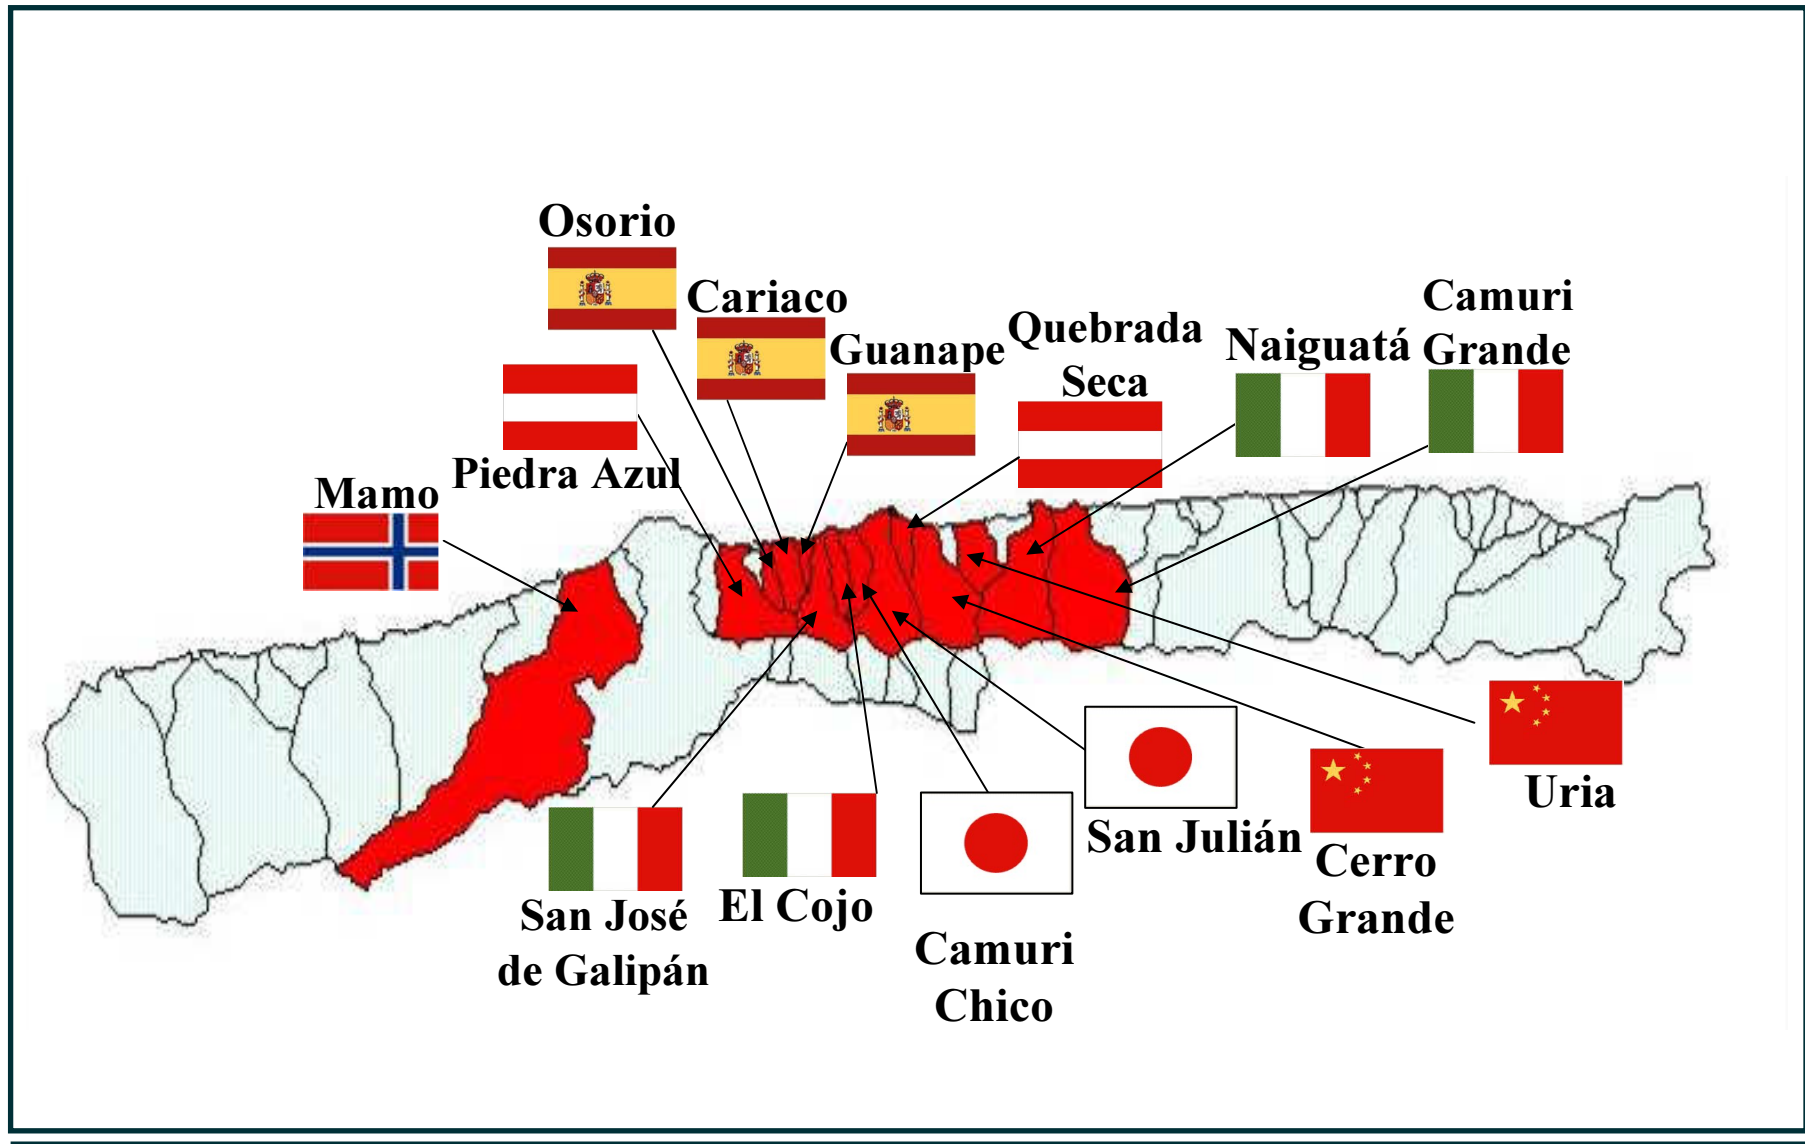 Osorio
Cariaco
Guanape
Quebrada
Seca
Naiguatá
Camuri
Grande
Piedra Azul
Mamo
San José
de Galipán
El Cojo
Camuri
Chico
San Julián
Cerro
Grande
Uria